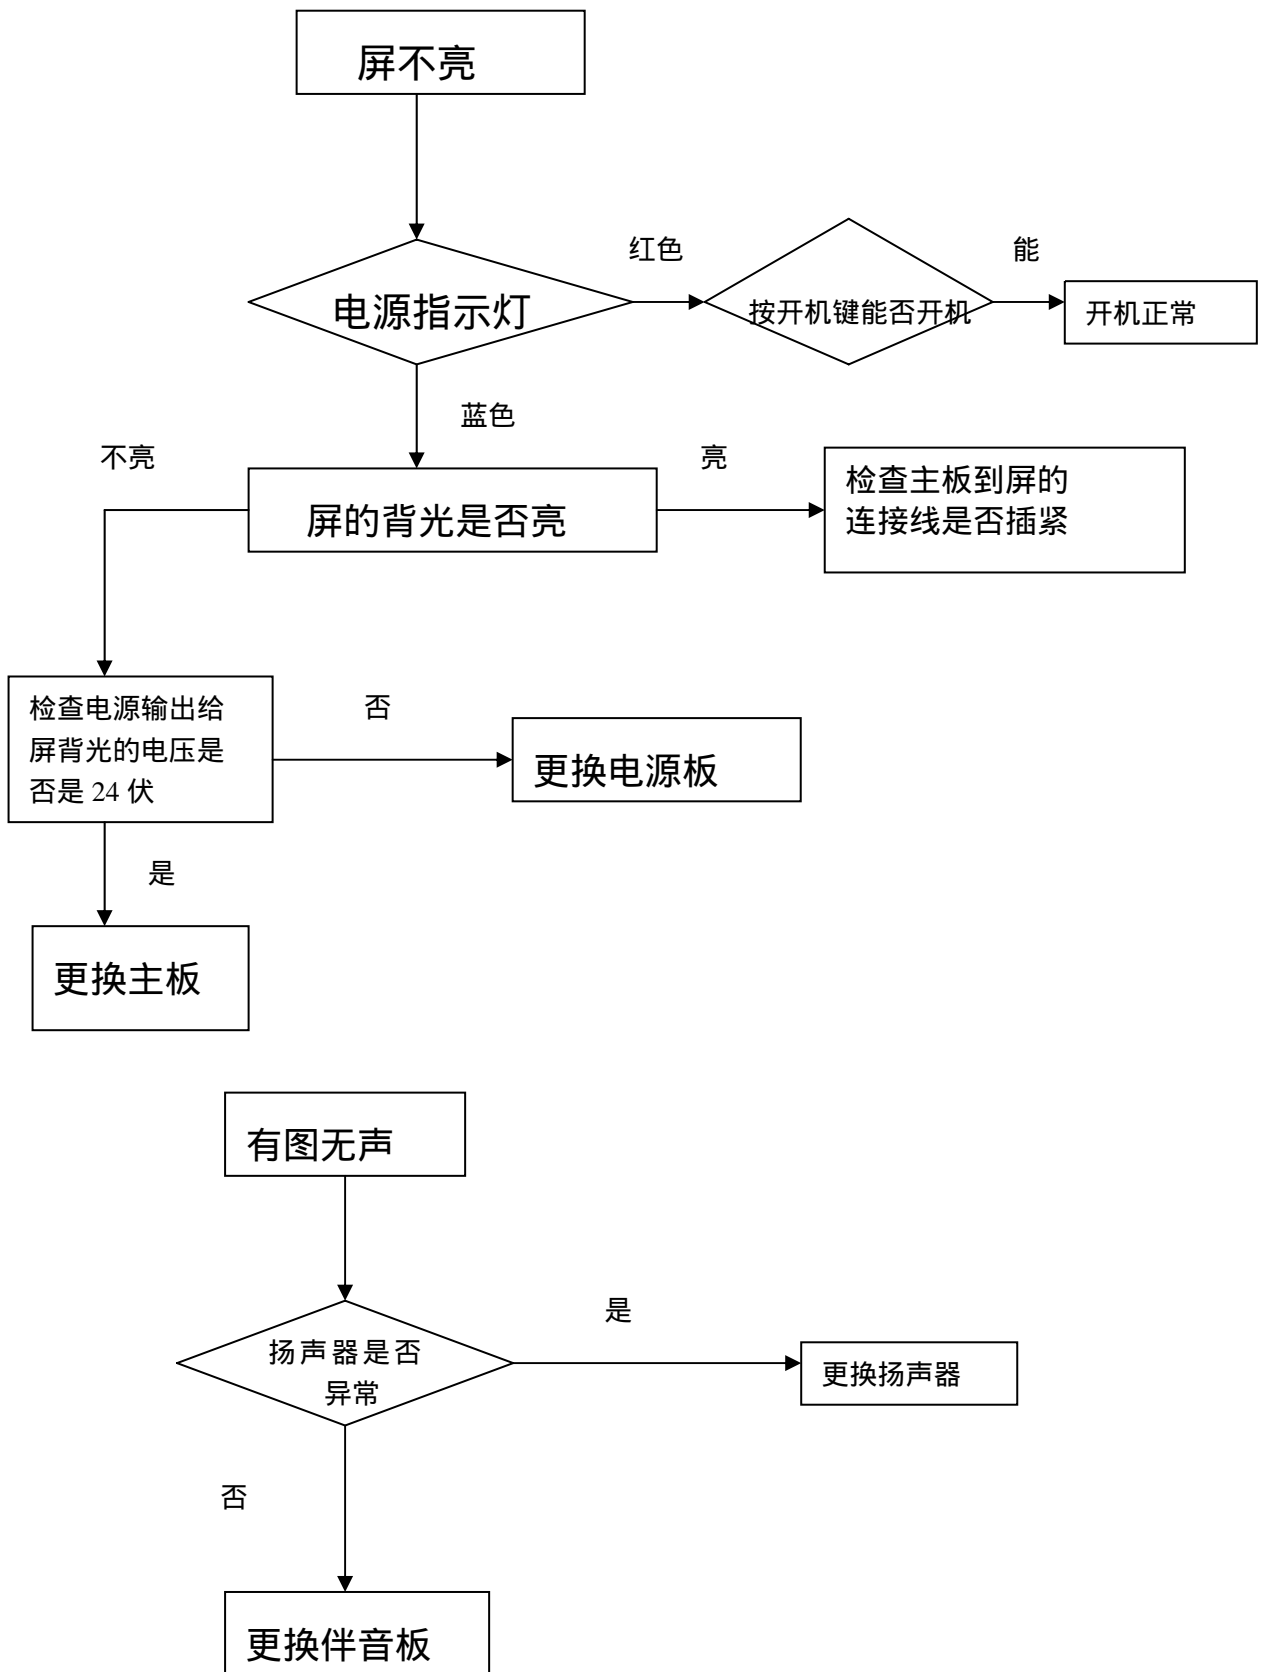 屏不亮
红色
能
电源指示灯
按开机键能否开机
开机正常
蓝色
不亮
亮
屏的背光是否亮
检查主板到屏的
连接线是否插紧
检查电源输出给
屏背光的电压是
否是 24 伏
否
更换电源板
是
更换主板
有图无声
是
扬声器是否
异常
更换扬声器
否
更换伴音板